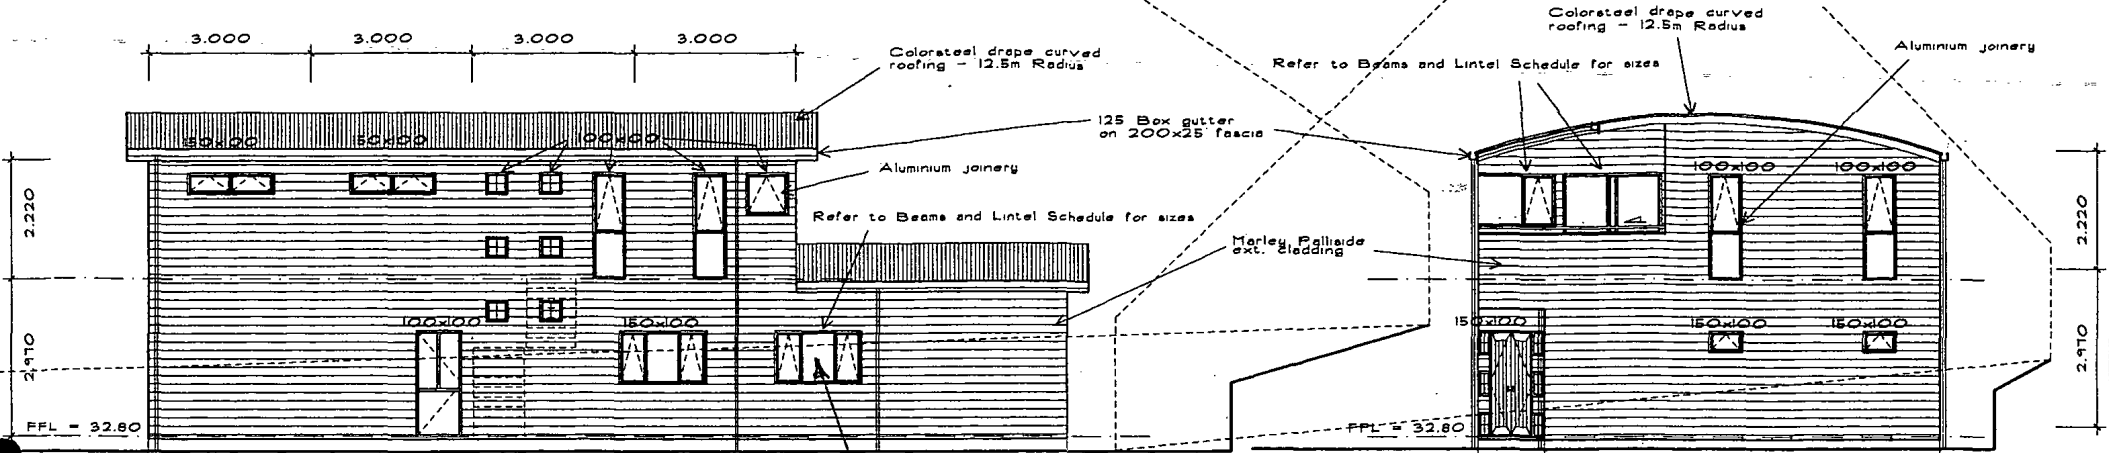 3.000 3.000 3.000 3.000
Colorsteel drape curved
roofing - 12.5m Radius
150x100 150x100 100x100
125 Box gutter
on 200x25 fascia
Aluminium joinery
Refer to Beams and Lintel Schedule for sizes
Marley Palliside
ext. cladding
2.220
2.970
100x100 150x100
FFL = 32.80
Colorsteel drape curved
roofing - 12.5m Radius
Aluminium joinery
Refer to Beams and Lintel Schedule for sizes
100x100 100x100
2.220
150x100 150x100 150x100
2.970
FFL = 32.80